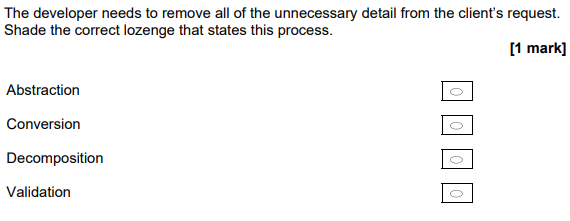 The developer needs to remove all of the unnecessary detail from the client's request.
Shade the correct lozenge that states this process.
[1 mark]
Abstraction
Conversion
Decomposition
Validation